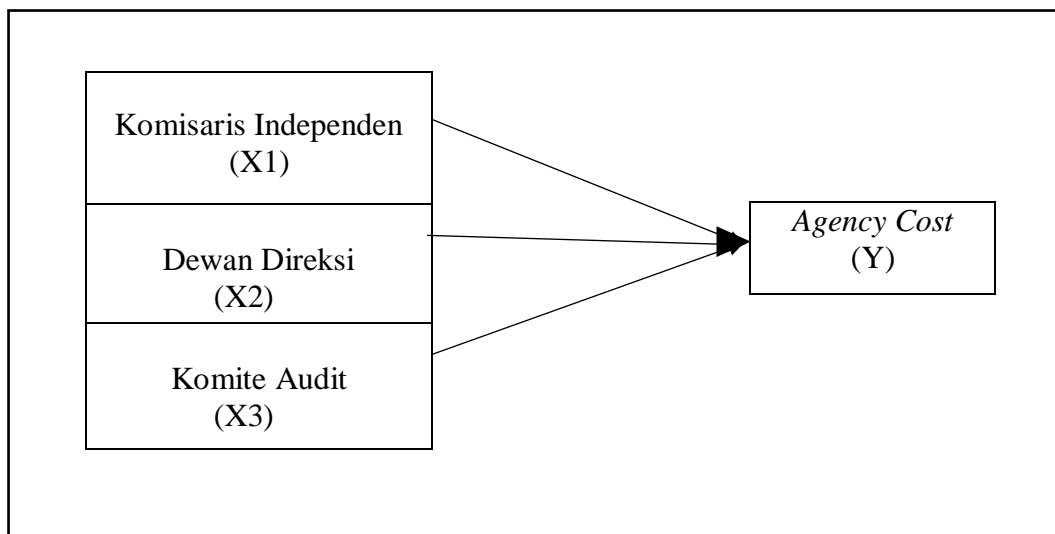 Komisaris Independen
(X1)
Dewan Direksi
(X2)
Komite Audit
(X3)
Agency Cost
(Y)